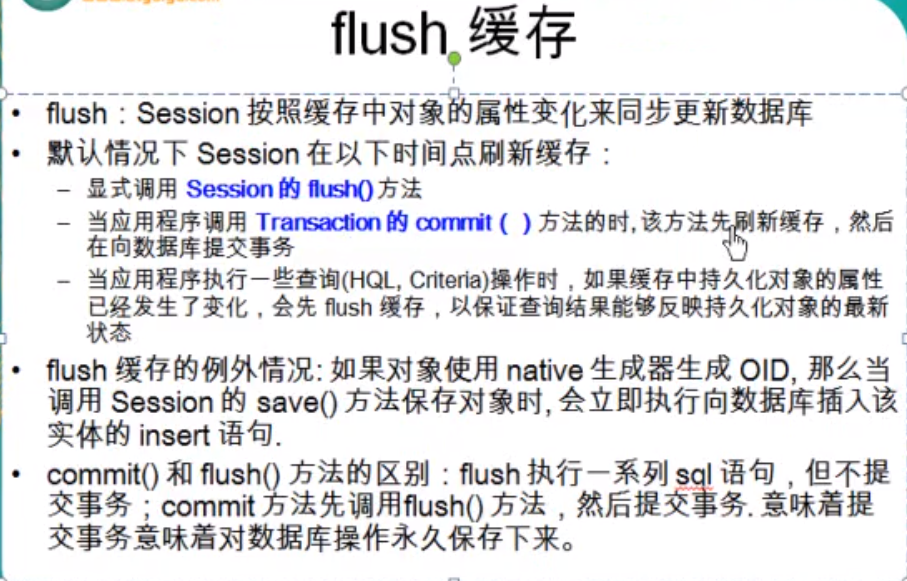 flush 缓存
• flush：Session 按照缓存中对象的属性变化来同步更新数据库
• 默认情况下 Session 在以下时间点刷新缓存：
– 显式调用 Session 的 flush() 方法
– 当应用程序调用 Transaction 的 commit（ ）方法的时, 该方法先刷新缓存，然后
在向数据库提交事务
– 当应用程序执行一些查询(HQL, Criteria)操作时，如果缓存中持久化对象的属性
已经发生了变化，会先 flush 缓存，以保证查询结果能够反映持久化对象的最新
状态
• flush 缓存的例外情况: 如果对象使用 native 生成器生成 OID, 那么当
调用 Session 的 save() 方法保存对象时, 会立即执行向数据库插入该
实体的 insert 语句.
• commit() 和 flush() 方法的区别：flush 执行一系列 sql 语句，但不提
交事务；commit 方法先调用flush() 方法，然后提交事务. 意味着提
交事务意味着对数据库操作永久保存下来。